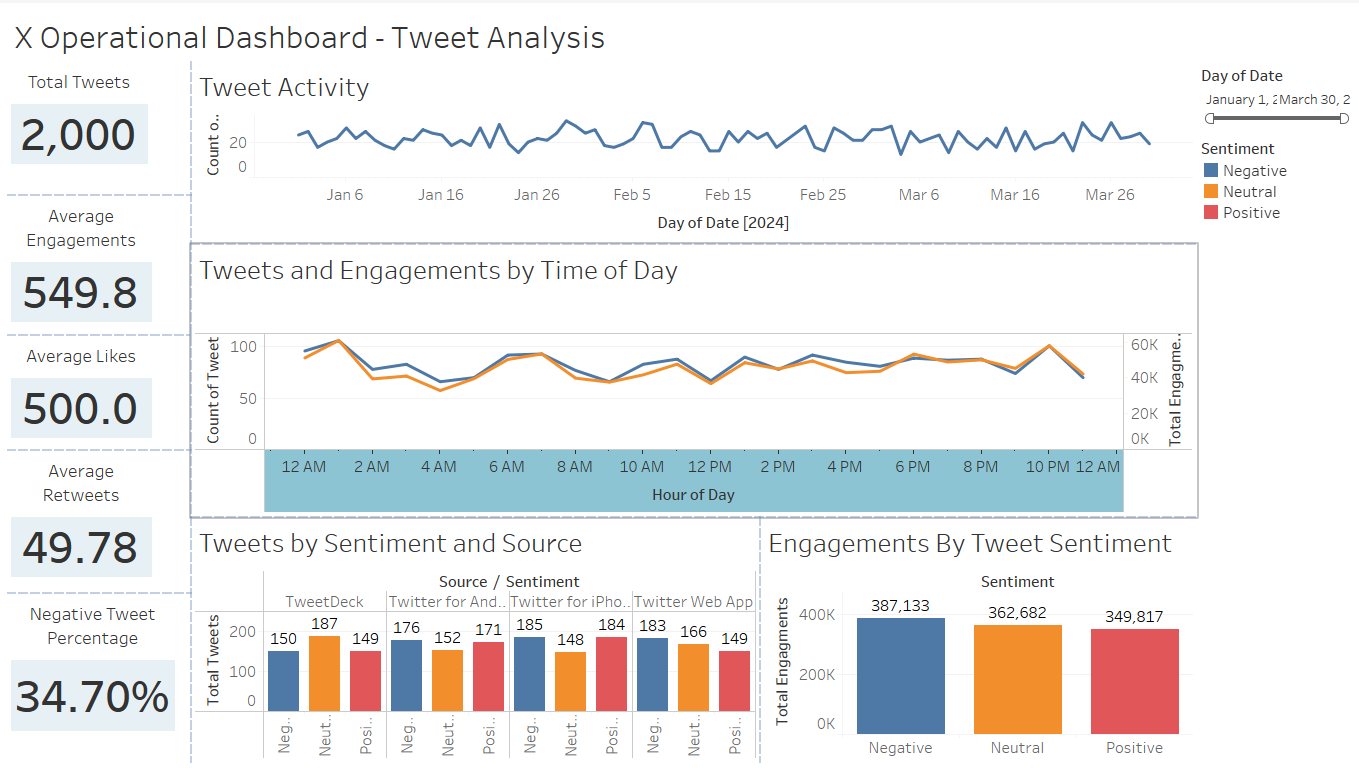 X Operational Dashboard - Tweet Analysis
Total Tweets
2,000
Average
Engagements
549.8
Average Likes
500.0
Average
Retweets
49.78
Negative Tweet
Percentage
34.70%
Tweet Activity
Count o..
20
0
Jan 6 Jan 16 Jan 26 Feb 5 Feb 15 Feb 25 Mar 6 Mar 16 Mar 26
Day of Date [2024]
Day of Date
January 1, 2 March 30, 2
Sentiment
Negative
Neutral
Positive
Tweets and Engagements by Time of Day
Count of Tweet
100
50
0
60K
40K
20K
0K
Total Engagme..
12 AM 2 AM 4 AM 6 AM 8 AM 10 AM 12 PM 2 PM 4 PM 6 PM 8 PM 10 PM 12 AM
Hour of Day
Tweets by Sentiment and Source
Source / Sentiment
TweetDeck Twitter for And.. Twitter for iPho.. Twitter Web App
Total Tweets
200
100
0
150 187 149 176 152 171 185 148 184 183 166 149
Neg.. Neut.. Posi.. Neg.. Neut.. Posi.. Neg.. Neut.. Posi.. Neg.. Neut.. Posi..
Engagements By Tweet Sentiment
Sentiment
Total Engagments
400K
200K
0K
387,133 362,682 349,817
Negative Neutral Positive